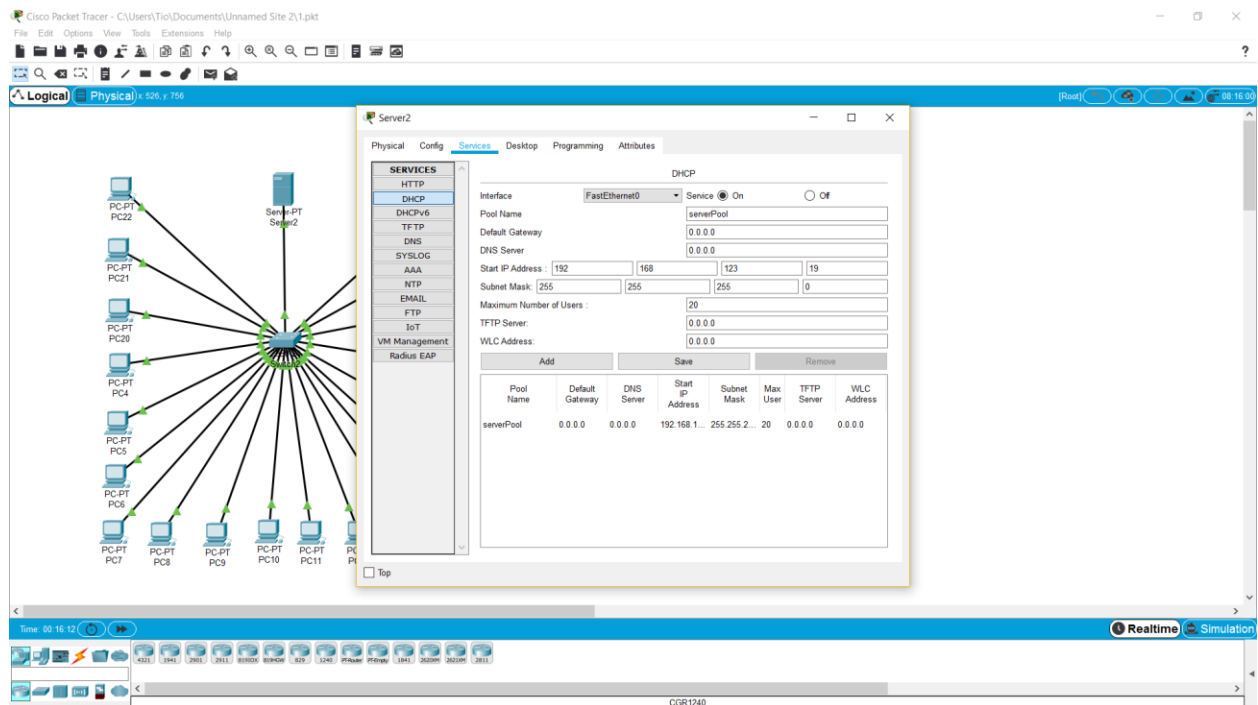 Cisco Packet Tracer - C:\Users\Tio\Documents\Unnamed Site 2\1.pkt
File Edit Options View Tools Extensions Help
?
Logical Physical x: 526, y: 756
[Root] 08:16:00
Server2
Physical Config Services Desktop Programming Attributes
SERVICES
HTTP
DHCP
DHCPv6
TFTP
DNS
SYSLOG
AAA
NTP
EMAIL
FTP
IoT
VM Management
Radius EAP
DHCP
Interface FastEthernet0 Service On Off
Pool Name serverPool
Default Gateway 0.0.0.0
DNS Server 0.0.0.0
Start IP Address : 192 168 123 19
Subnet Mask: 255 255 255 0
Maximum Number of Users : 20
TFTP Server: 0.0.0.0
WLC Address: 0.0.0.0
Add Save Remove
Pool Name Default Gateway DNS Server Start IP Address Subnet Mask Max User TFTP Server WLC Address
serverPool 0.0.0.0 0.0.0.0 192.168.1... 255.255.2... 20 0.0.0.0 0.0.0.0
Top
PC-PT
PC22
Server-PT
Server2
PC-PT
PC21
PC-PT
PC20
PC-PT
PC4
PC-PT
PC5
PC-PT
PC6
PC-PT
PC7
PC-PT
PC8
PC-PT
PC9
PC-PT
PC10
PC-PT
PC11
Time: 00:16:12
Realtime Simulation
4321 1941 2901 2911 819IOX 819HGW 829 1240 PT-Router PT-Empty 1841 2620XM 2621XM 2811
CGR1240